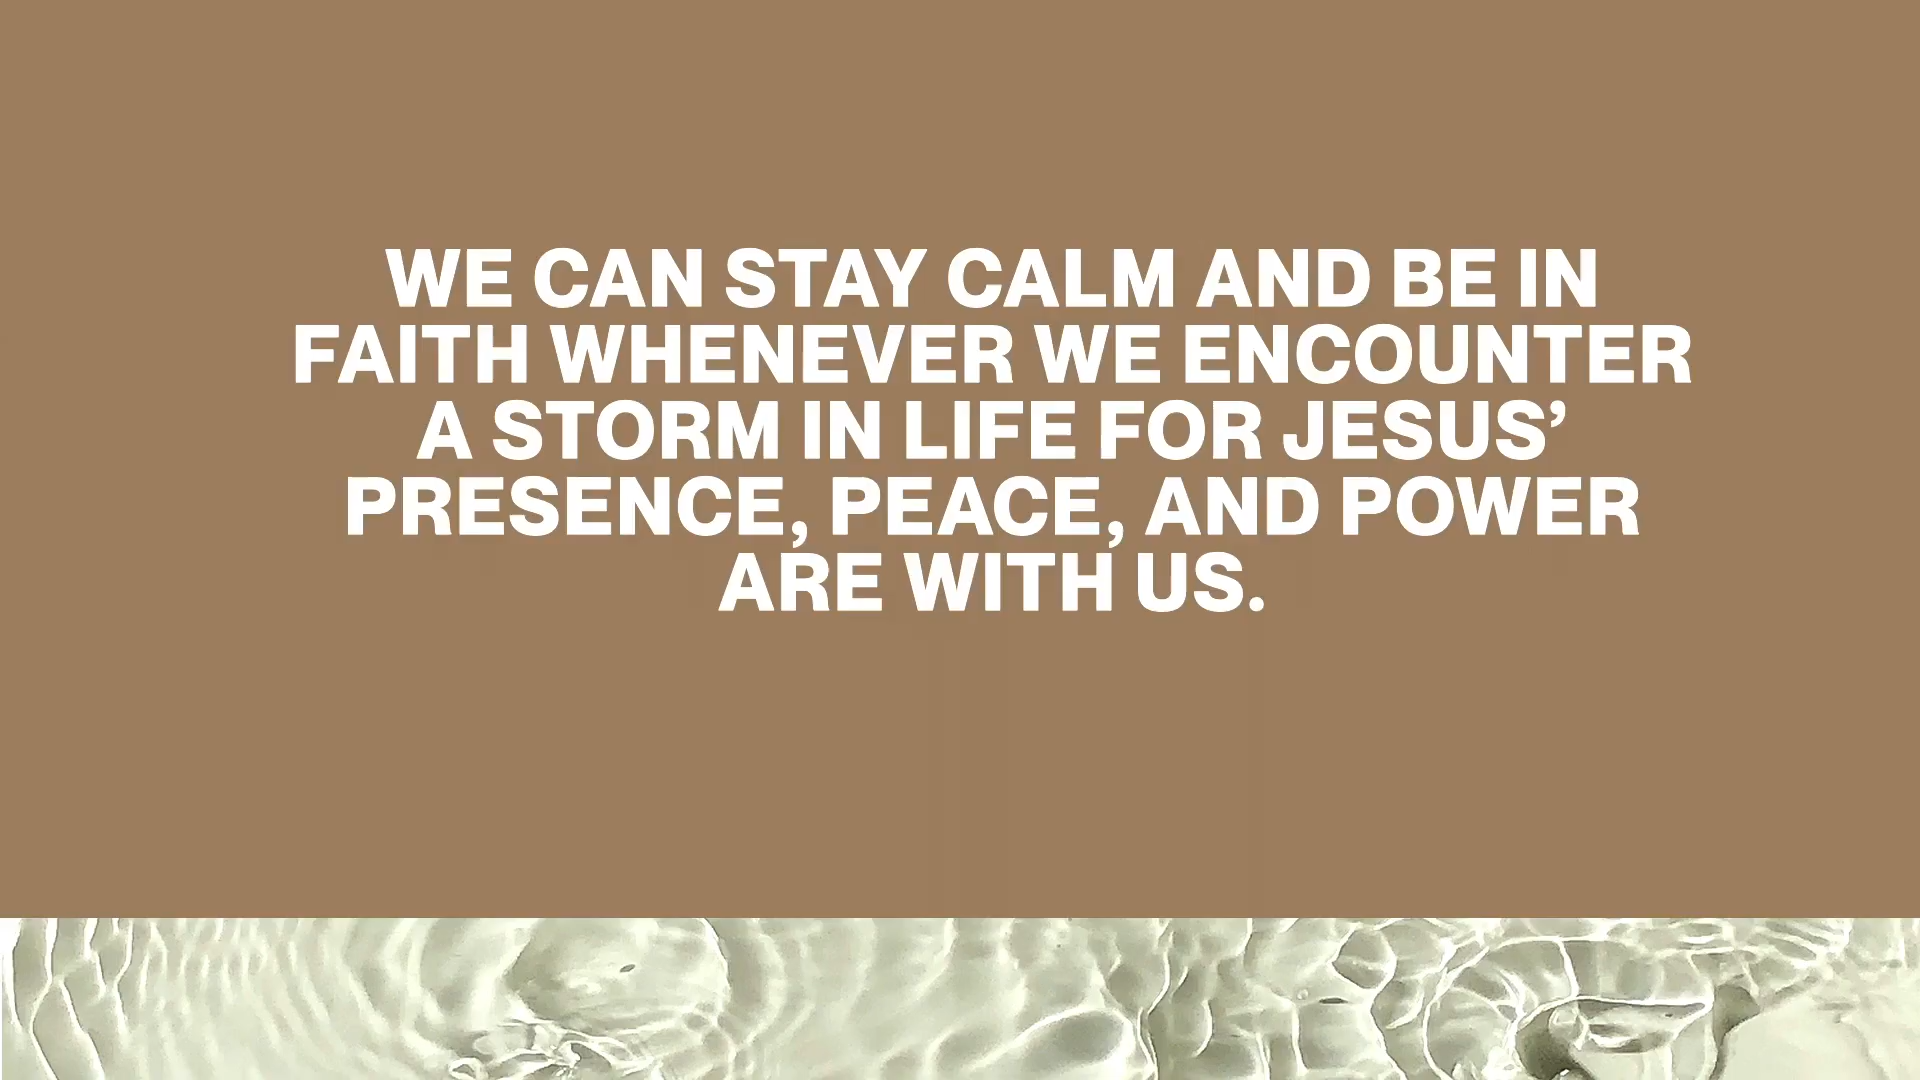 WE CAN STAY CALM AND BE IN
FAITH WHENEVER WE ENCOUNTER
A STORM IN LIFE FOR JESUS’
PRESENCE, PEACE, AND POWER
ARE WITH US.